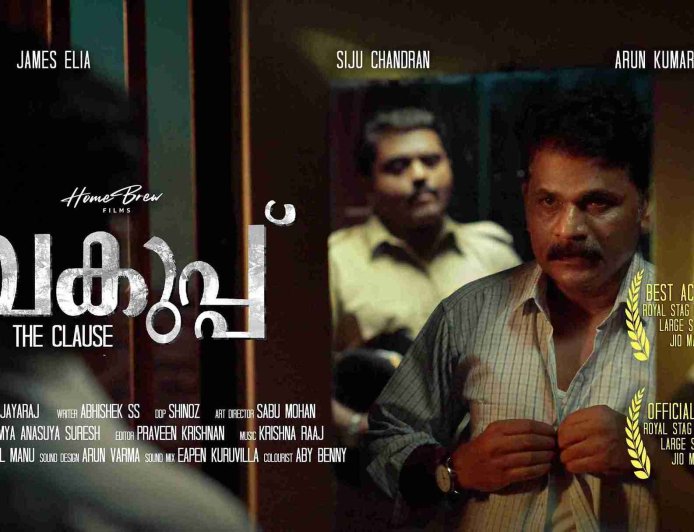 JAMES ELIA
SIJU CHANDRAN
ARUN KUMAR
HomeBrew
FILMS
വകുപ്പ്
THE CLAUSE
JAYARAJ WRITER ABHISHEK SS DOP SHINOZ ART DIRECTOR SABU MOHAN
MYA ANASUYA SURESH EDITOR PRAVEEN KRISHNAN MUSIC KRISHNA RAAJ
L MANU SOUND DESIGN ARUN VARMA SOUND MIX EAPEN KURUVILLA COLOURIST ABY BENNY
BEST AC
ROYAL STAG
LARGE S
JIO MA
OFFICIAL
ROYAL STAG
LARGE S
JIO M